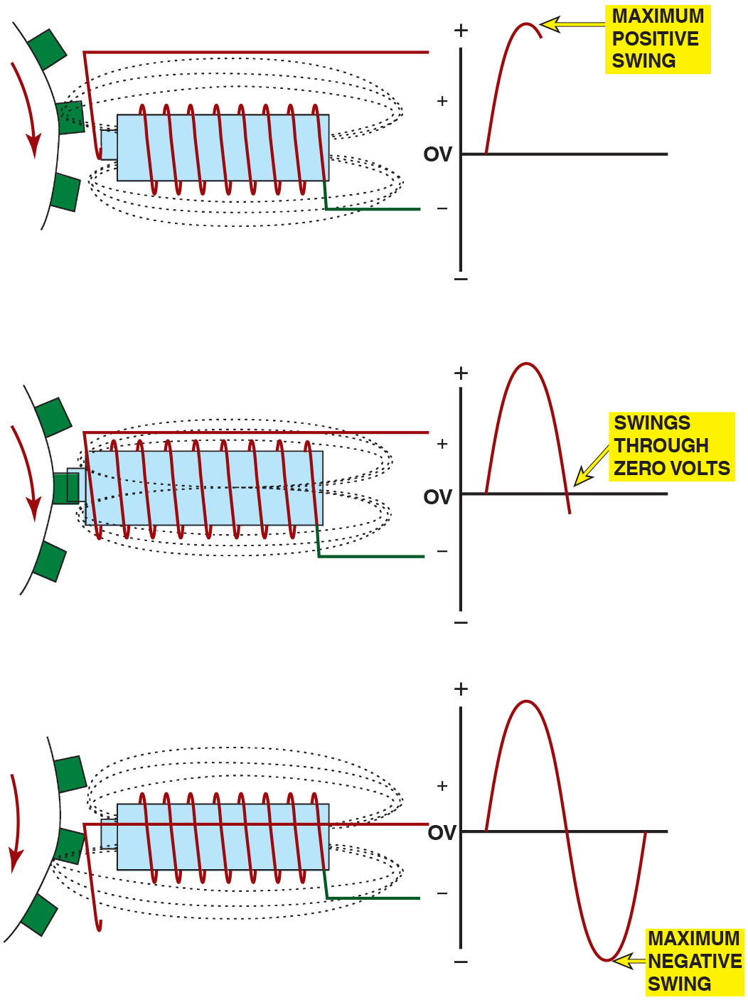 +
MAXIMUM
POSITIVE
SWING
+
OV
–
–
+
SWINGS
THROUGH
ZERO VOLTS
+
OV
–
–
+
+
OV
–
MAXIMUM
NEGATIVE
SWING
–